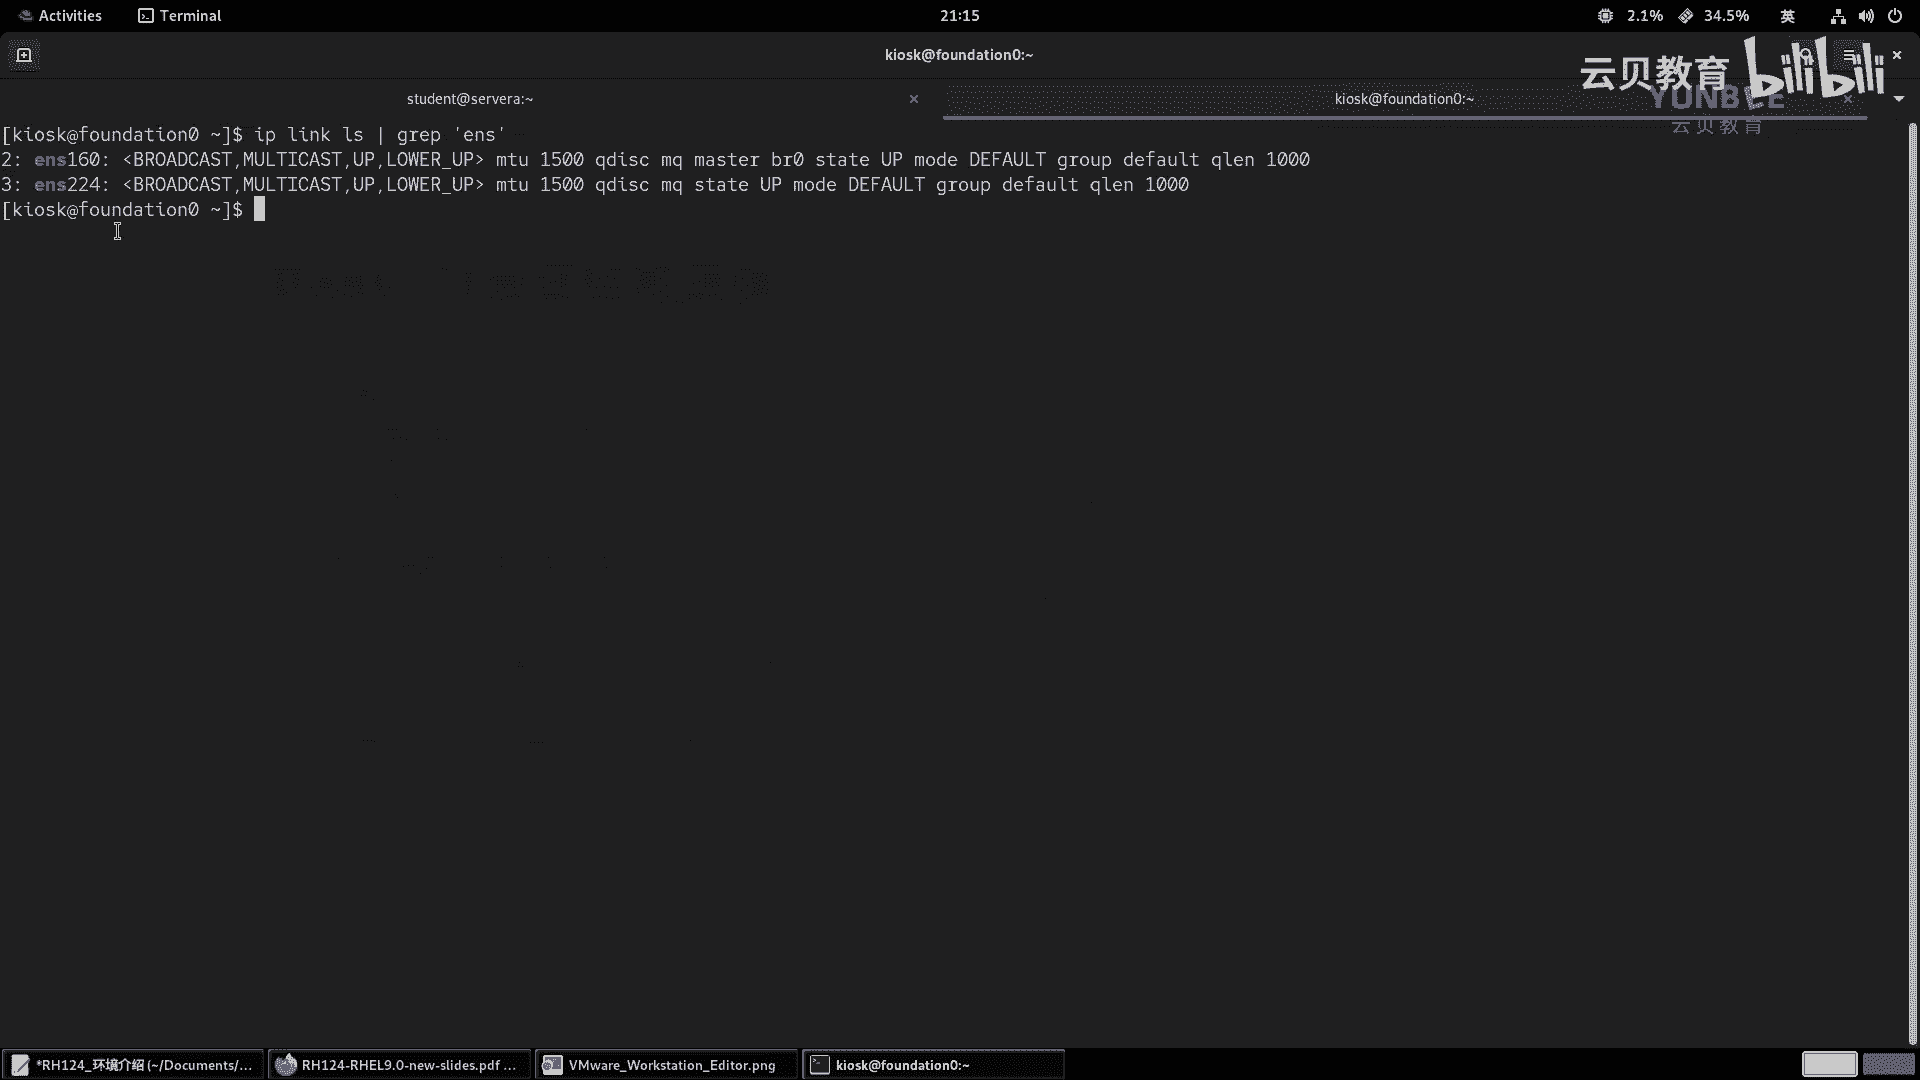 Activities Terminal 21:15 2.1% 34.5% 英
kiosk@foundation0:~
云贝教育 bilibili
student@servera:~ kiosk@foundation0:~
YUNBEE
云贝教育
[kiosk@foundation0 ~]$ ip link ls | grep 'ens'
2: ens160: <BROADCAST,MULTICAST,UP,LOWER_UP> mtu 1500 qdisc mq master br0 state UP mode DEFAULT group default qlen 1000
3: ens224: <BROADCAST,MULTICAST,UP,LOWER_UP> mtu 1500 qdisc mq state UP mode DEFAULT group default qlen 1000
[kiosk@foundation0 ~]$
*RH124_环境介绍 (~/Documents/... RH124-RHEL9.0-new-slides.pdf ... VMware_Workstation_Editor.png kiosk@foundation0:~